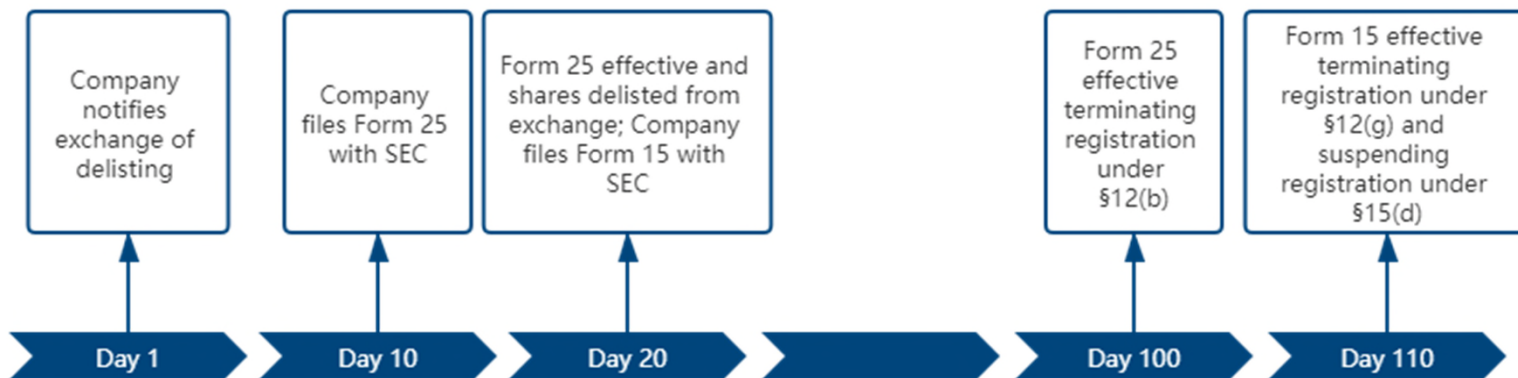 Company
notifies
exchange of
delisting
Company
files Form 25
with SEC
Form 25 effective and
shares delisted from
exchange; Company
files Form 15 with
SEC
Form 25
effective
terminating
registration
under
§12(b)
Form 15 effective
terminating
registration under
§12(g) and
suspending
registration under
§15(d)
Day 1
Day 10
Day 20
Day 100
Day 110